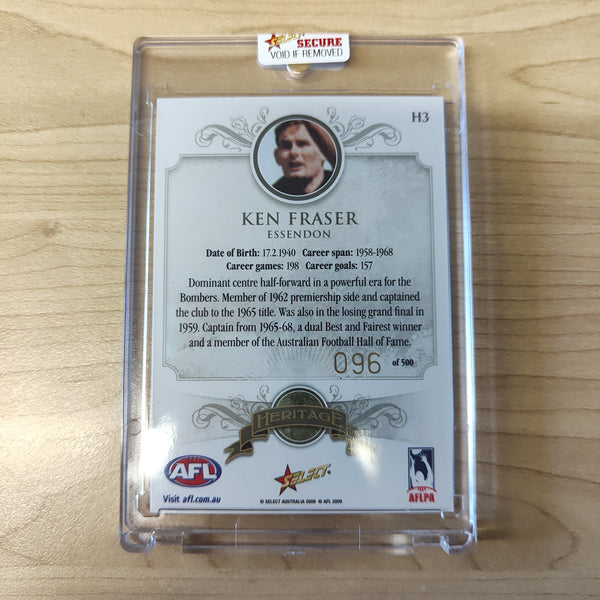 SELECT SECURE
VOID IF REMOVED
H3
KEN FRASER
ESSENDON
Date of Birth: 17.2.1940 Career span: 1958-1968
Career games: 198 Career goals: 157
Dominant centre half-forward in a powerful era for the
Bombers. Member of 1962 premiership side and captained
the club to the 1965 title. Was also in the losing grand final in
1959. Captain from 1965-68, a dual Best and Fairest winner
and a member of the Australian Football Hall of Fame.
096 of 500
HERITAGE
AFL
SELECT
AFLPA
Visit afl.com.au
© SELECT AUSTRALIA 2009 © AFL 2009